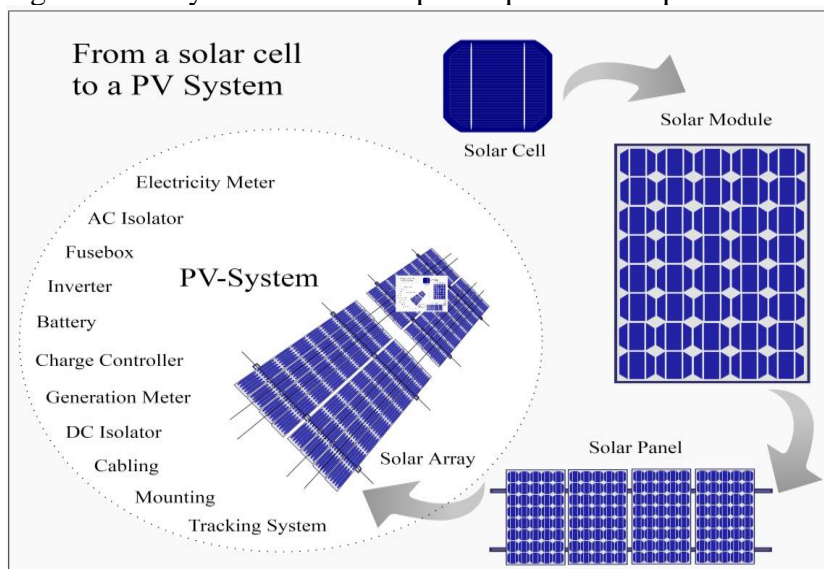 From a solar cell
to a PV System
Solar Cell
Solar Module
Electricity Meter
AC Isolator
Fusebox
Inverter
Battery
Charge Controller
Generation Meter
DC Isolator
Cabling
Mounting
Tracking System
PV-System
Solar Array
Solar Panel